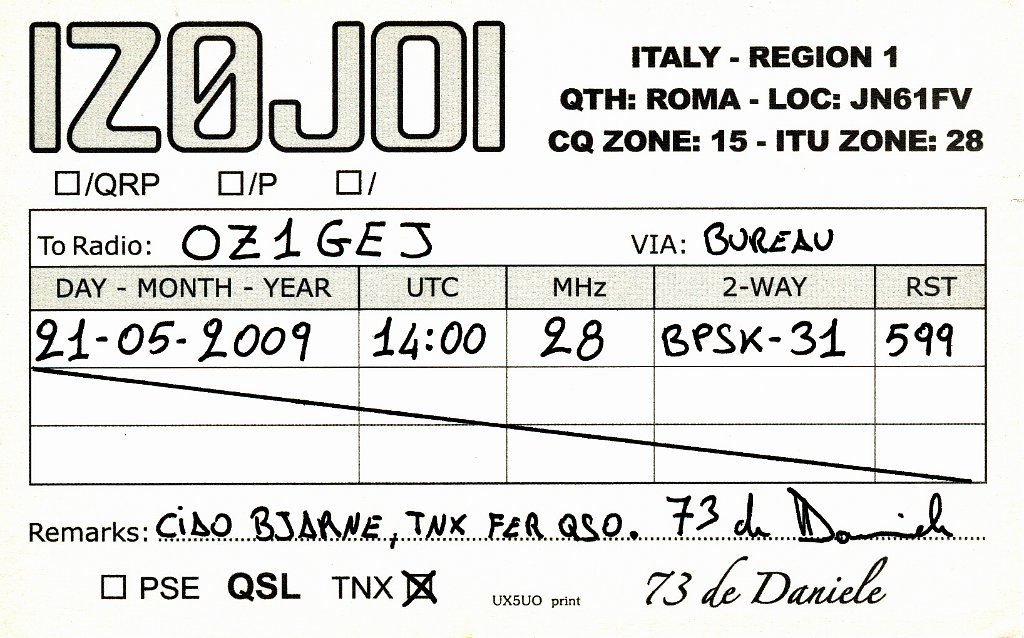 IZ0JOI
ITALY - REGION 1
QTH: ROMA - LOC: JN61FV
CQ ZONE: 15 - ITU ZONE: 28
☐/QRP ☐/P ☐/
To Radio: OZ1GEJ VIA: BUREAU
DAY - MONTH - YEAR UTC MHz 2-WAY RST
21-05-2009 14:00 28 BPSK-31 599
Remarks: CiAO BJARNE, TNX FER QSO. 73 de Daniele
☐ PSE QSL TNX ☒
UX5UO print
73 de Daniele